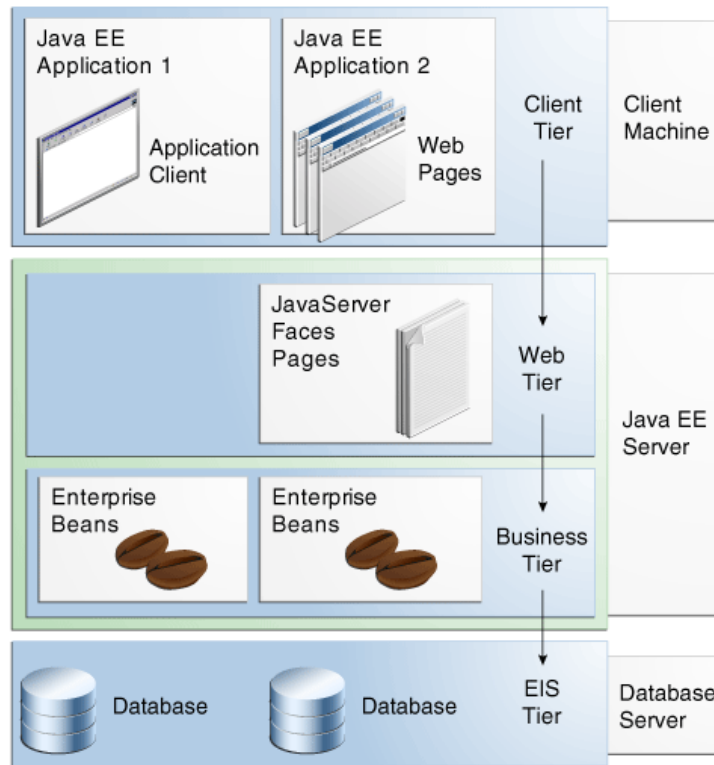 Java EE
Application 1
Application
Client
Java EE
Application 2
Web
Pages
Client
Tier
Client
Machine
JavaServer
Faces
Pages
Web
Tier
Java EE
Server
Enterprise
Beans
Enterprise
Beans
Business
Tier
Database
Database
EIS
Tier
Database
Server